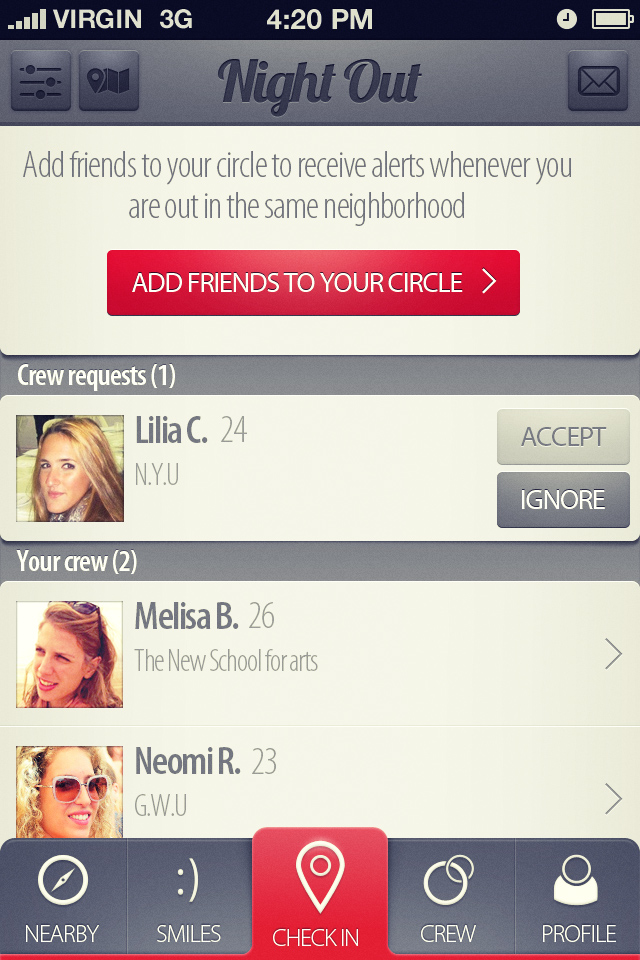 VIRGIN 3G 4:20 PM
Night Out
Add friends to your circle to receive alerts whenever you
are out in the same neighborhood
ADD FRIENDS TO YOUR CIRCLE
Crew requests (1)
Lilia C. 24
N.Y.U
ACCEPT
IGNORE
Your crew (2)
Melisa B. 26
The New School for arts
Neomi R. 23
G.W.U
:)
NEARBY SMILES CHECK IN CREW PROFILE